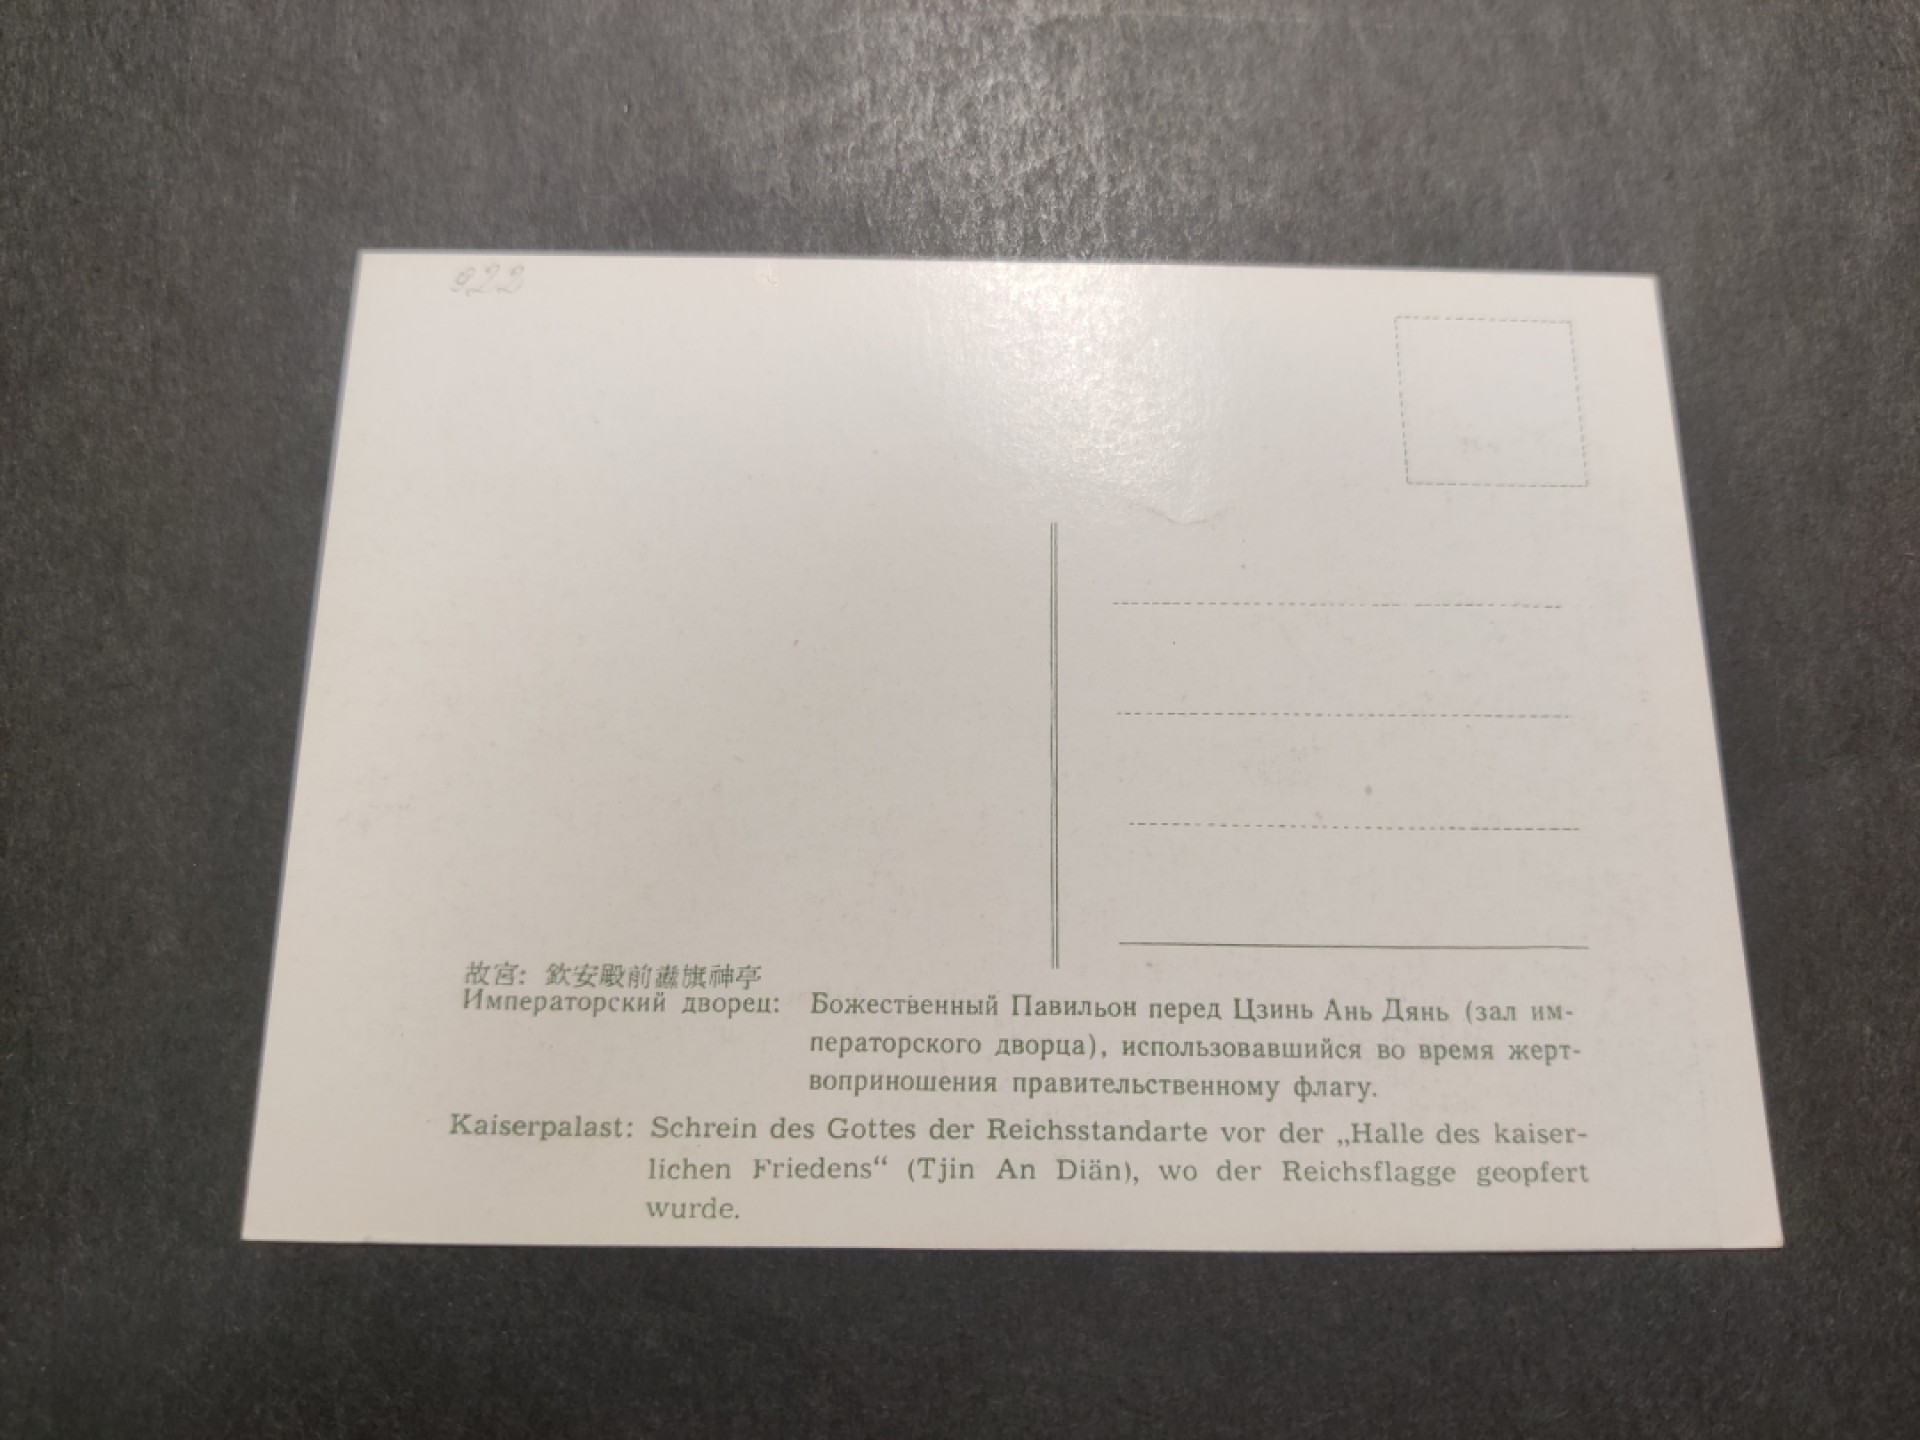 922
故宮: 欽安殿前纛旗神亭
Императорский дворец: Божественный Павильон перед Цзинь Ань Дянь (зал им-
ператорского дворца), использовавшийся во время жерт-
воприношения правительственному флагу.
Kaiserpalast: Schrein des Gottes der Reichsstandarte vor der „Halle des kaiser-
lichen Friedens“ (Tjin An Diän), wo der Reichsflagge geopfert
wurde.